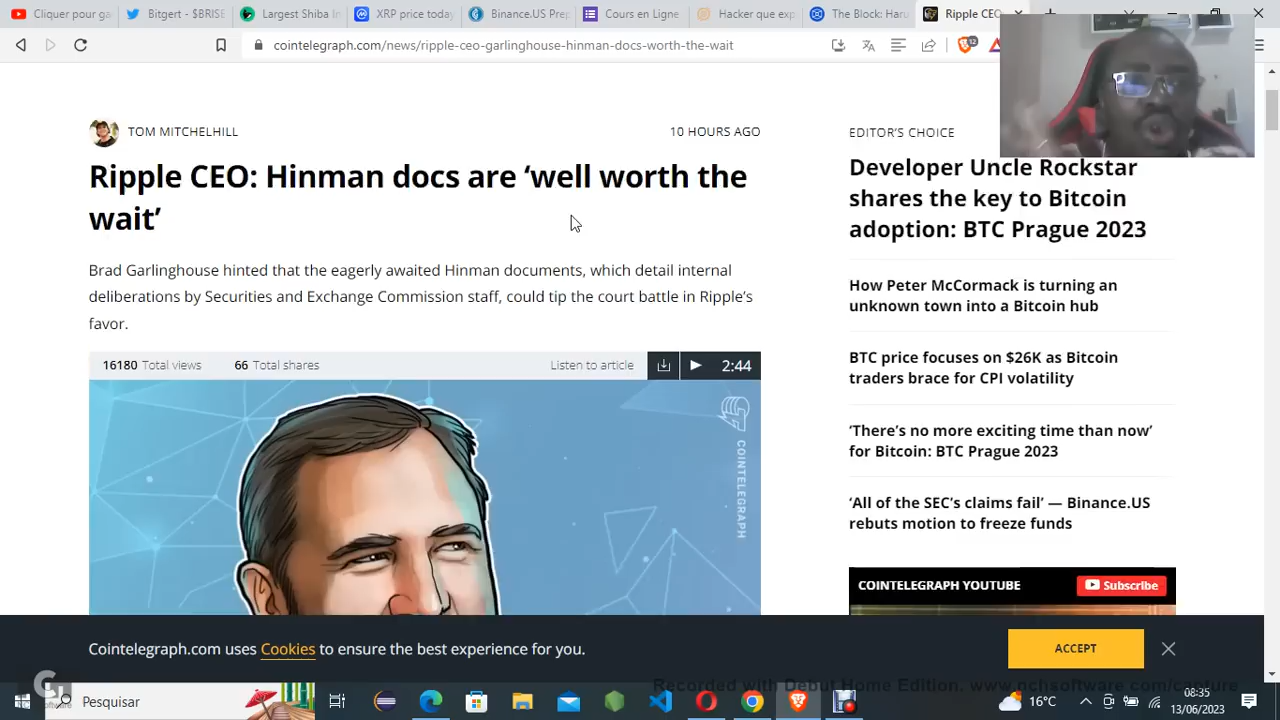 Cliquer pour ga
Bitgert - $BRISE
Largest Shiba In
XRP price today
Binance.US Prep
Cours en Ligne
Hacker que exp
The Block: Haru
Ripple CEO
cointelegraph.com/news/ripple-ceo-garlinghouse-hinman-docs-worth-the-wait
12
TOM MITCHELHILL
10 HOURS AGO
Ripple CEO: Hinman docs are ‘well worth the
wait’
Brad Garlinghouse hinted that the eagerly awaited Hinman documents, which detail internal
deliberations by Securities and Exchange Commission staff, could tip the court battle in Ripple’s
favor.
16180 Total views
66 Total shares
Listen to article
2:44
COINTELEGRAPH
EDITOR’S CHOICE
Developer Uncle Rockstar
shares the key to Bitcoin
adoption: BTC Prague 2023
How Peter McCormack is turning an
unknown town into a Bitcoin hub
BTC price focuses on $26K as Bitcoin
traders brace for CPI volatility
‘There’s no more exciting time than now’
for Bitcoin: BTC Prague 2023
‘All of the SEC’s claims fail’ — Binance.US
rebuts motion to freeze funds
COINTELEGRAPH YOUTUBE
Subscribe
Cointelegraph.com uses Cookies to ensure the best experience for you.
ACCEPT
Recorded with Debut Home Edition. www.nchsoftware.com/capture
Pesquisar
16°C
08:35
13/06/2023